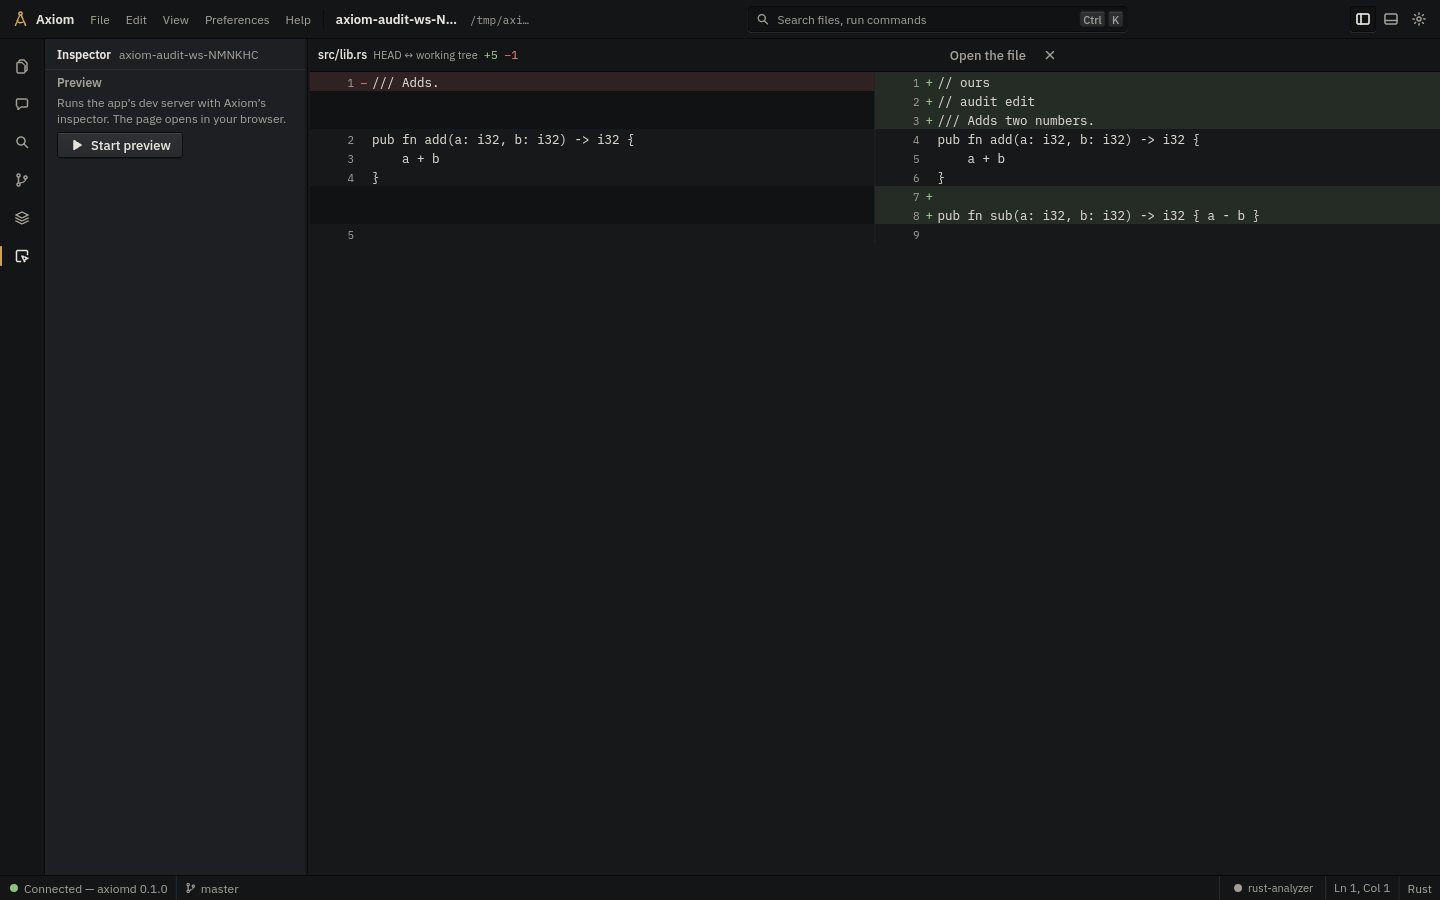 Axiom File Edit View Preferences Help axiom-audit-ws-N... /tmp/axi... Search files, run commands Ctrl K
Inspector axiom-audit-ws-NMNKHC
src/lib.rs HEAD ↔ working tree +5 −1 Open the file ×
Preview
Runs the app's dev server with Axiom's
inspector. The page opens in your browser.
Start preview
1 − /// Adds.
2 pub fn add(a: i32, b: i32) -> i32 {
3 a + b
4 }
5
1 + // ours
2 + // audit edit
3 + /// Adds two numbers.
4 pub fn add(a: i32, b: i32) -> i32 {
5 a + b
6 }
7 +
8 + pub fn sub(a: i32, b: i32) -> i32 { a - b }
9
Connected — axiomd 0.1.0 master rust-analyzer Ln 1, Col 1 Rust